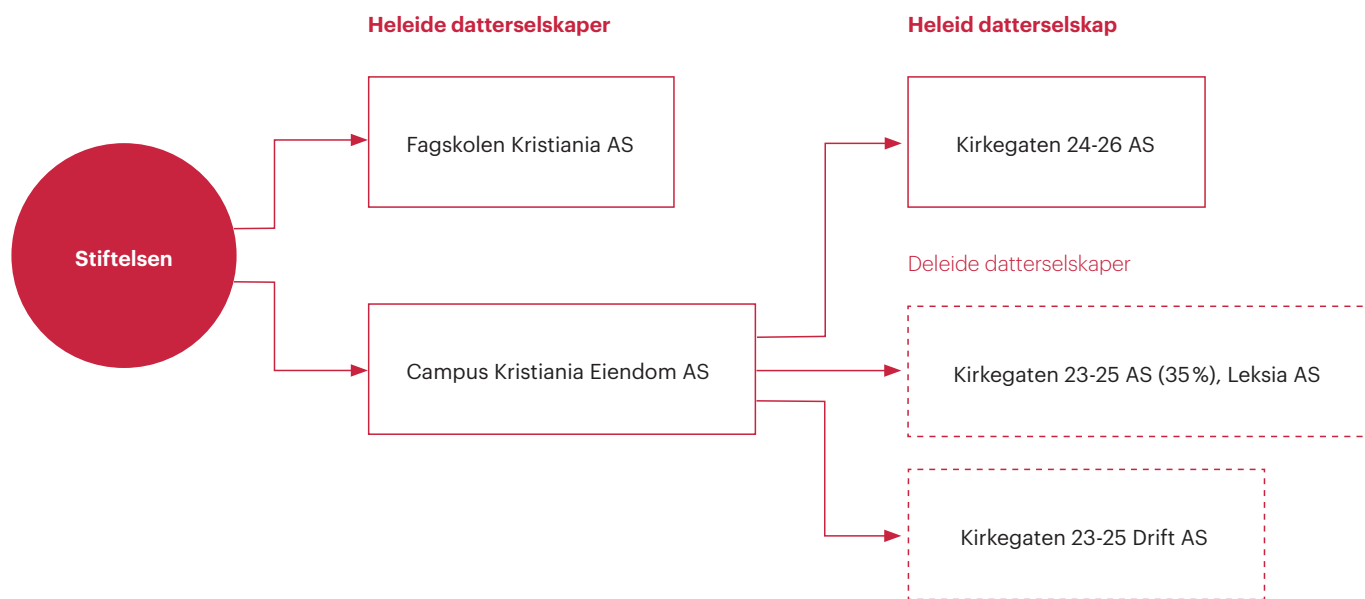 Heleide datterselskaper
Heleid datterselskap
Fagskolen Kristiania AS
Kirkegaten 24-26 AS
Stiftelsen
Deleide datterselskaper
Campus Kristiania Eiendom AS
Kirkegaten 23-25 AS (35 %), Leksia AS
Kirkegaten 23-25 Drift AS